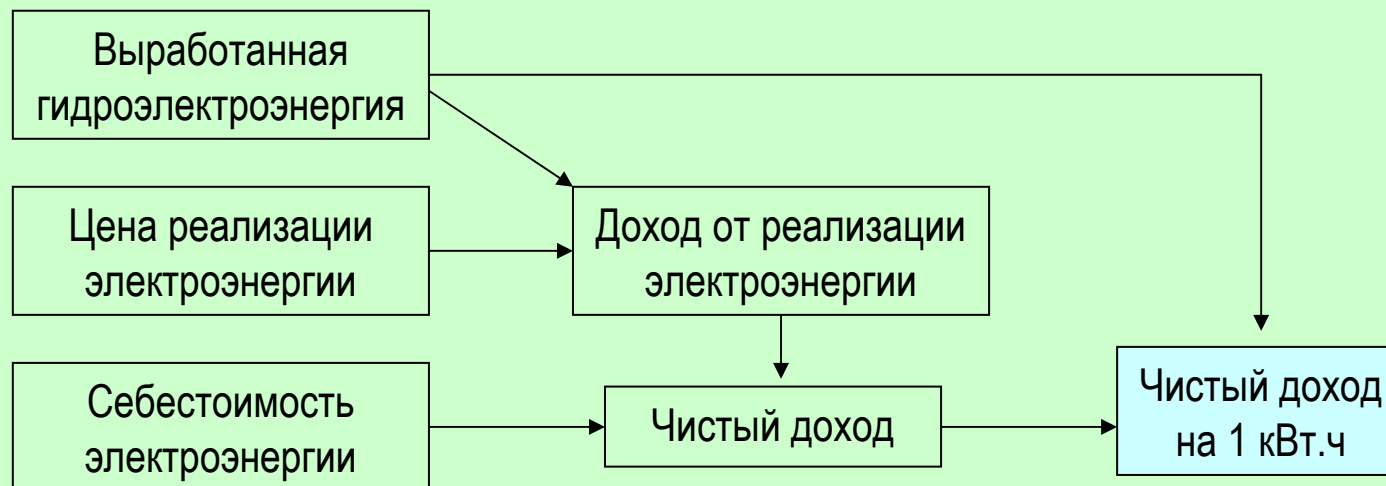 Выработанная
гидроэлектроэнергия
Цена реализации
электроэнергии
Доход от реализации
электроэнергии
Себестоимость
электроэнергии
Чистый доход
Чистый доход
на 1 кВт.ч